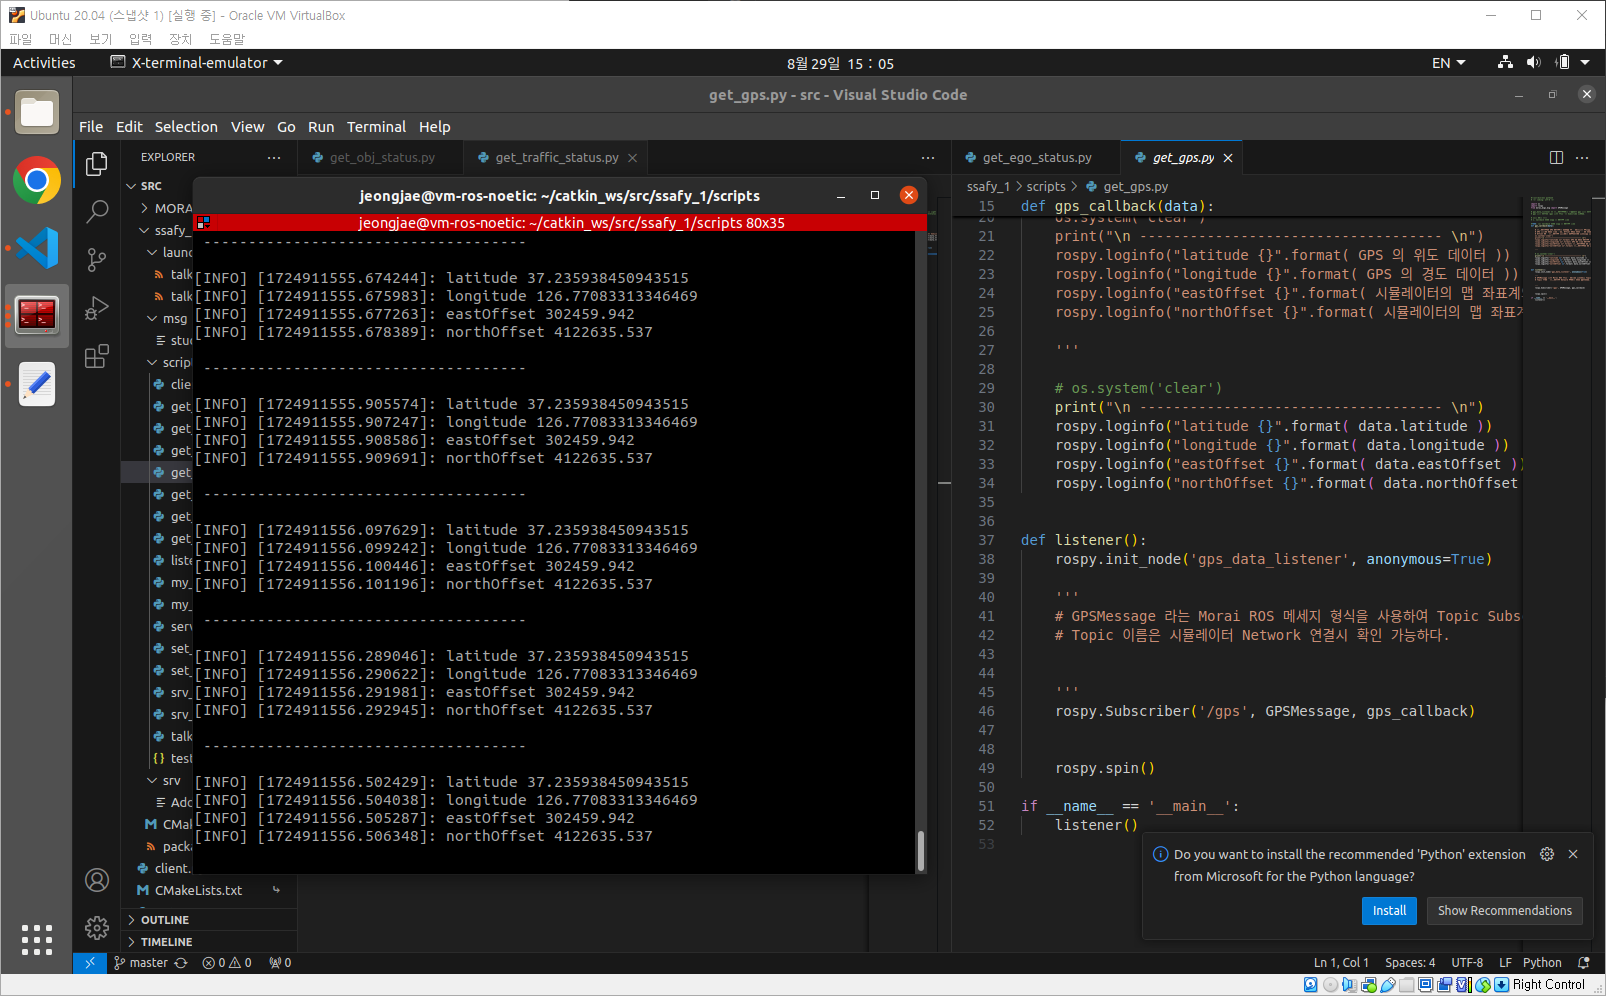 Ubuntu 20.04 (스냅샷 1) [실행 중] - Oracle VM VirtualBox
파일 머신 보기 입력 장치 도움말
Activities X-terminal-emulator 8월 29일 15 : 05 EN
get_gps.py - src - Visual Studio Code
File Edit Selection View Go Run Terminal Help
EXPLORER ···
get_obj_status.py get_traffic_status.py ···
get_ego_status.py get_gps.py ···
SRC
MORA
ssafy_
laun
talk
talk
msg
stu
scrip
clie
get_
get_
get_
get_
get_
get_
get_
liste
my_
my_
serv
set_
set_
srv_
srv_
talk
{} test
srv
Add
M CMa
packa
client.
M CMakeLists.txt
OUTLINE
TIMELINE
jeongjae@vm-ros-noetic: ~/catkin_ws/src/ssafy_1/scripts
jeongjae@vm-ros-noetic: ~/catkin_ws/src/ssafy_1/scripts 80x35
------------------------------------
[INFO] [1724911555.674244]: latitude 37.235938450943515
[INFO] [1724911555.675983]: longitude 126.77083313346469
[INFO] [1724911555.677263]: eastOffset 302459.942
[INFO] [1724911555.678389]: northOffset 4122635.537
------------------------------------
[INFO] [1724911555.905574]: latitude 37.235938450943515
[INFO] [1724911555.907247]: longitude 126.77083313346469
[INFO] [1724911555.908586]: eastOffset 302459.942
[INFO] [1724911555.909691]: northOffset 4122635.537
------------------------------------
[INFO] [1724911556.097629]: latitude 37.235938450943515
[INFO] [1724911556.099242]: longitude 126.77083313346469
[INFO] [1724911556.100446]: eastOffset 302459.942
[INFO] [1724911556.101196]: northOffset 4122635.537
------------------------------------
[INFO] [1724911556.289046]: latitude 37.235938450943515
[INFO] [1724911556.290622]: longitude 126.77083313346469
[INFO] [1724911556.291981]: eastOffset 302459.942
[INFO] [1724911556.292945]: northOffset 4122635.537
------------------------------------
[INFO] [1724911556.502429]: latitude 37.235938450943515
[INFO] [1724911556.504038]: longitude 126.77083313346469
[INFO] [1724911556.505287]: eastOffset 302459.942
[INFO] [1724911556.506348]: northOffset 4122635.537
ssafy_1 > scripts > get_gps.py
15 def gps_callback(data):
20 os.system('clear')
21 print("\n ------------------------------------ \n")
22 rospy.loginfo("latitude {}".format( GPS 의 위도 데이터 ))
23 rospy.loginfo("longitude {}".format( GPS 의 경도 데이터 ))
24 rospy.loginfo("eastOffset {}".format( 시뮬레이터의 맵 좌표계
25 rospy.loginfo("northOffset {}".format( 시뮬레이터의 맵 좌표
26
27 '''
28
29 # os.system('clear')
30 print("\n ------------------------------------ \n")
31 rospy.loginfo("latitude {}".format( data.latitude ))
32 rospy.loginfo("longitude {}".format( data.longitude ))
33 rospy.loginfo("eastOffset {}".format( data.eastOffset ))
34 rospy.loginfo("northOffset {}".format( data.northOffset
35
36
37 def listener():
38 rospy.init_node('gps_data_listener', anonymous=True)
39
40 '''
41 # GPSMessage 라는 Morai ROS 메세지 형식을 사용하여 Topic Subs
42 # Topic 이름은 시뮬레이터 Network 연결시 확인 가능하다.
43
44
45 '''
46 rospy.Subscriber('/gps', GPSMessage, gps_callback)
47
48
49 rospy.spin()
50
51 if __name__ == '__main__':
52 listener()
53
Do you want to install the recommended 'Python' extension
from Microsoft for the Python language?
Install Show Recommendations
master 0 0 0 Ln 1, Col 1 Spaces: 4 UTF-8 LF Python
Right Control